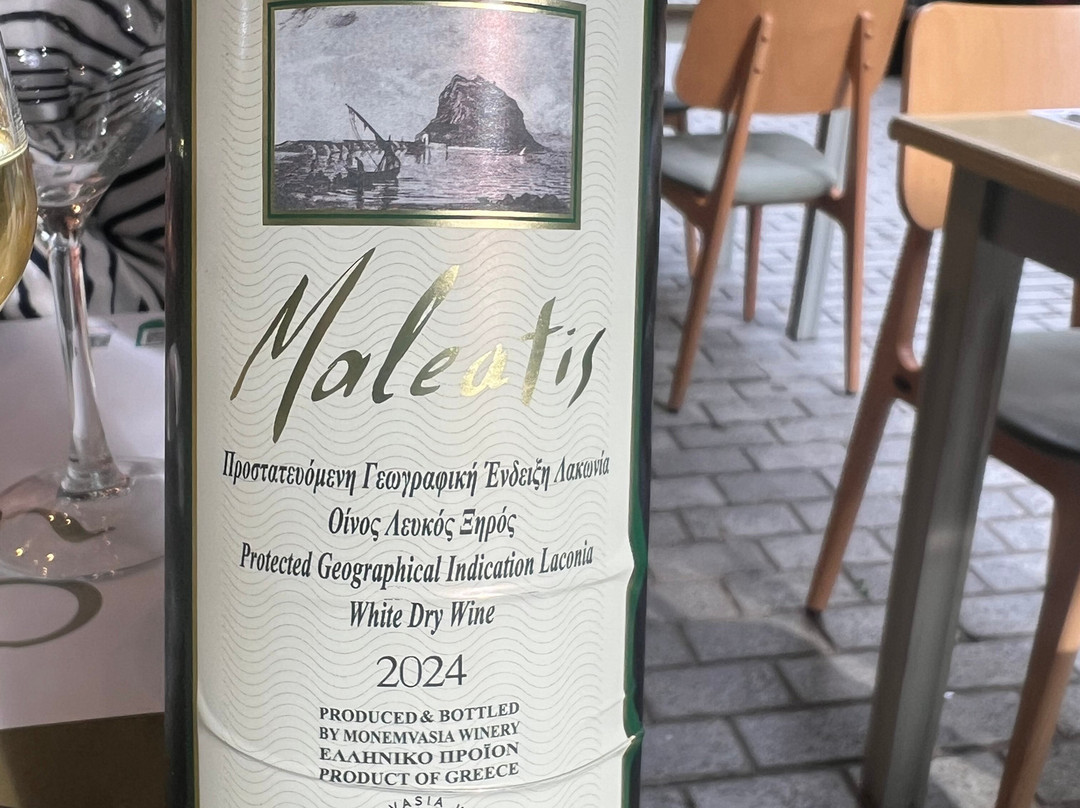 Maleatis
Προστατευόμενη Γεωγραφική Ένδειξη Λακωνία
Οίνος Λευκός Ξηρός
Protected Geographical Indication Laconia
White Dry Wine
2024
PRODUCED & BOTTLED
BY MONEMVASIA WINERY
ΕΛΛΗΝΙΚΟ ΠΡΟΪΟΝ
PRODUCT OF GREECE